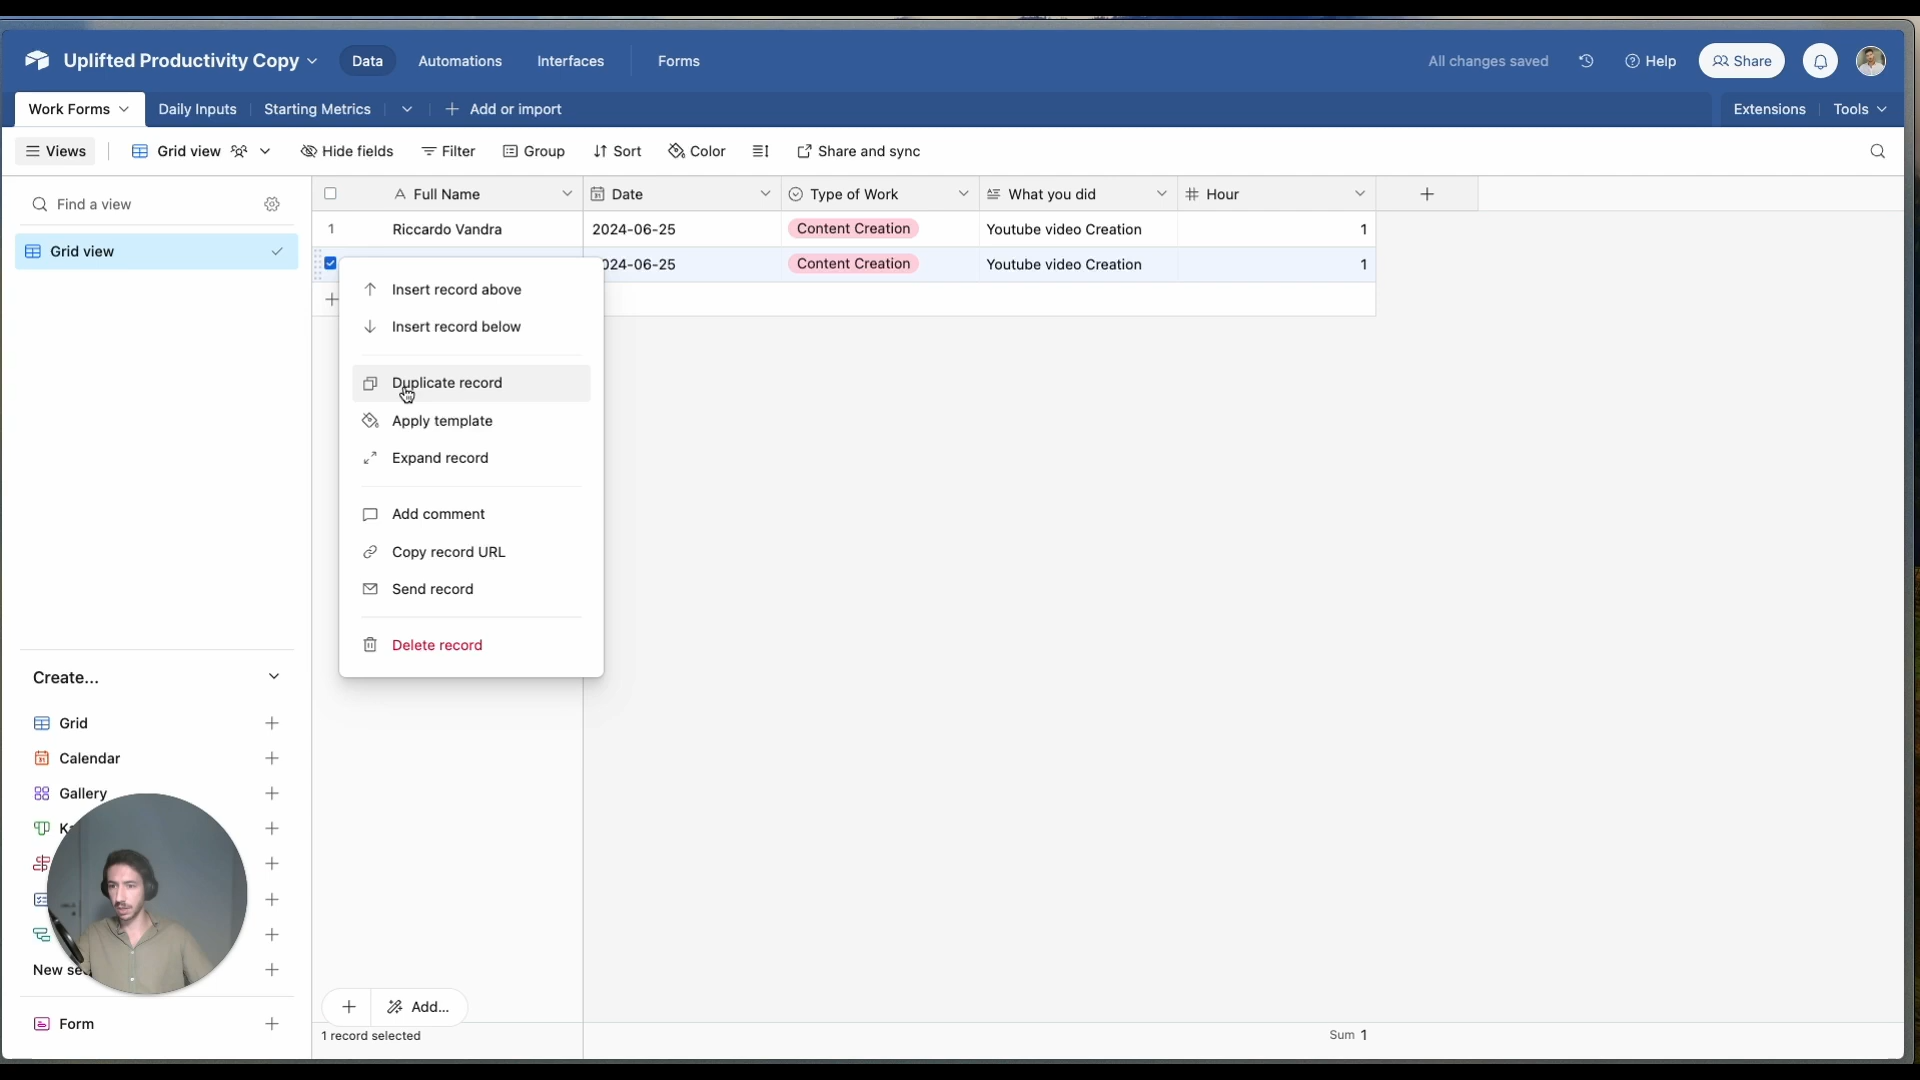 Uplifted Productivity Copy
Data
Automations
Interfaces
Forms
All changes saved
Help
Share
Work Forms
Daily Inputs
Starting Metrics
Add or import
Extensions
Tools
Views
Grid view
Hide fields
Filter
Group
Sort
Color
Share and sync
Find a view
Grid view
Full Name
Date
Type of Work
What you did
Hour
1
Riccardo Vandra
2024-06-25
Content Creation
Youtube video Creation
1
024-06-25
Content Creation
Youtube video Creation
1
Insert record above
Insert record below
Duplicate record
Apply template
Expand record
Add comment
Copy record URL
Send record
Delete record
Create...
Grid
Calendar
Gallery
New se
Form
Add...
1 record selected
Sum 1